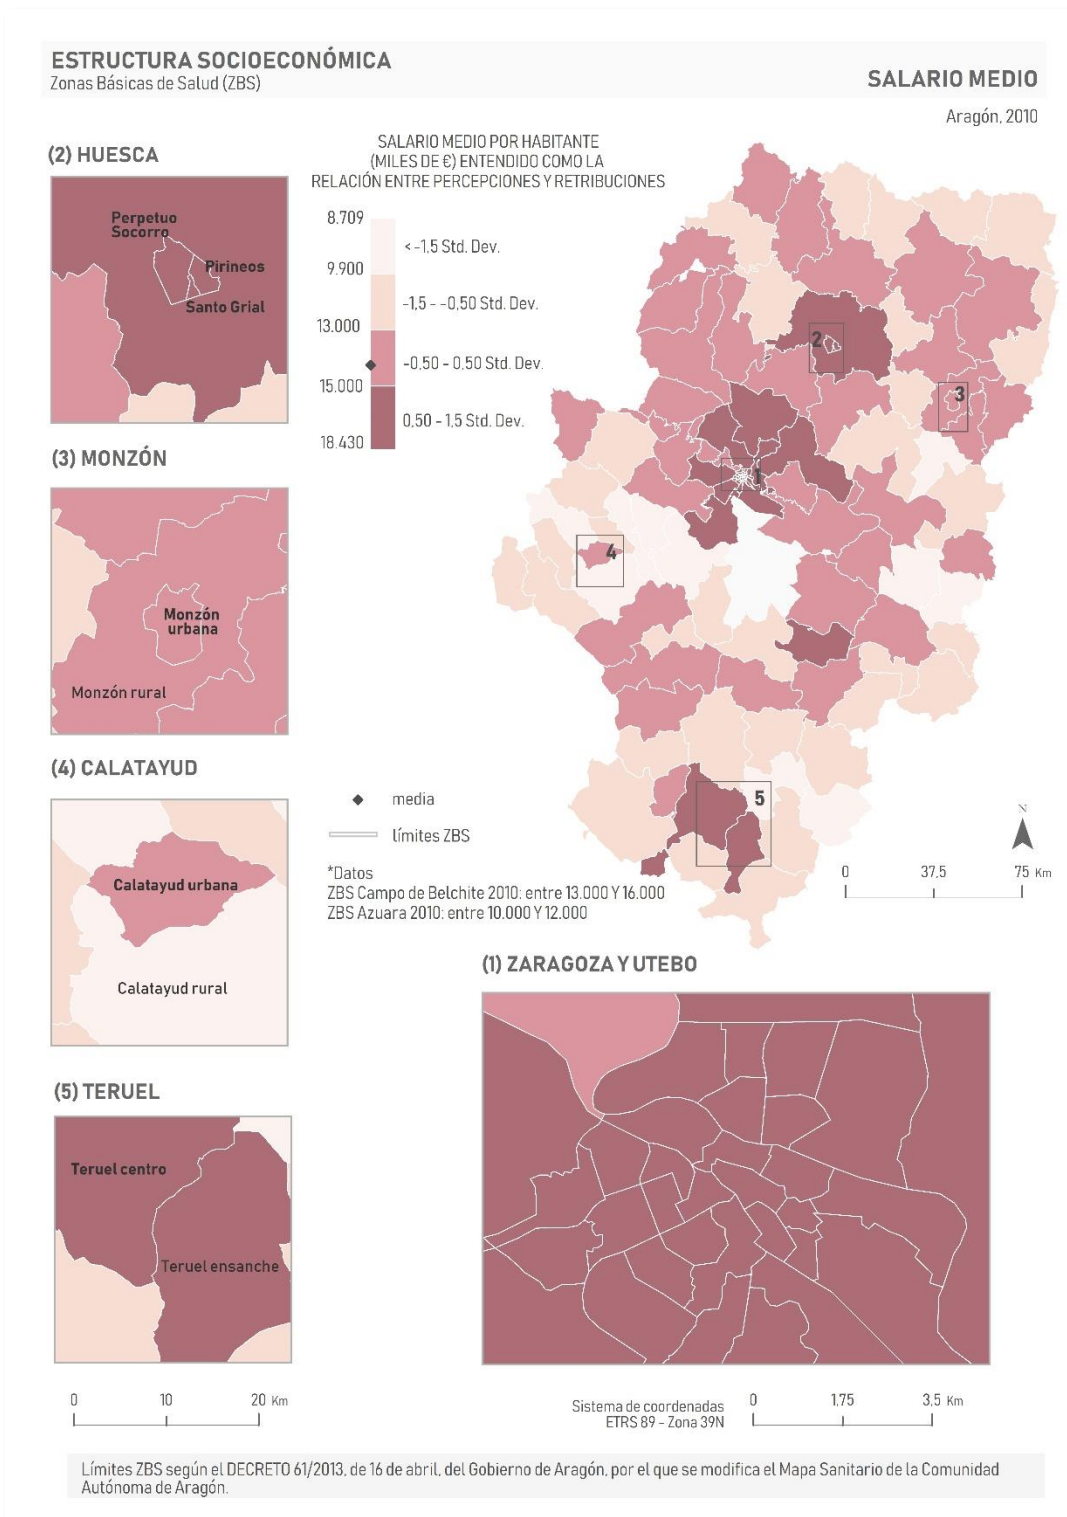 ESTRUCTURA SOCIOECONÓMICA
Zonas Básicas de Salud (ZBS)
SALARIO MEDIO
Aragón, 2010
(2) HUESCA
Perpetuo
Socorro
Pirineos
Santo Grial
SALARIO MEDIO POR HABITANTE
(MILES DE €) ENTENDIDO COMO LA
RELACIÓN ENTRE PERCEPCIONES Y RETRIBUCIONES
8.709
< -1,5 Std. Dev.
9.900
-1,5 - -0,50 Std. Dev.
13.000
-0,50 - 0,50 Std. Dev.
15.000
0,50 - 1,5 Std. Dev.
18.430
2
3
1
4
5
(3) MONZÓN
Monzón
urbana
Monzón rural
(4) CALATAYUD
Calatayud urbana
Calatayud rural
media
límites ZBS
*Datos
ZBS Campo de Belchite 2010: entre 13.000 Y 16.000
ZBS Azuara 2010: entre 10.000 Y 12.000
N
0 37,5 75 Km
(1) ZARAGOZA Y UTEBO
(5) TERUEL
Teruel centro
Teruel ensanche
0 10 20 Km
Sistema de coordenadas
ETRS 89 - Zona 39N
0 1,75 3,5 Km
Límites ZBS según el DECRETO 61/2013, de 16 de abril, del Gobierno de Aragón, por el que se modifica el Mapa Sanitario de la Comunidad
Autónoma de Aragón.